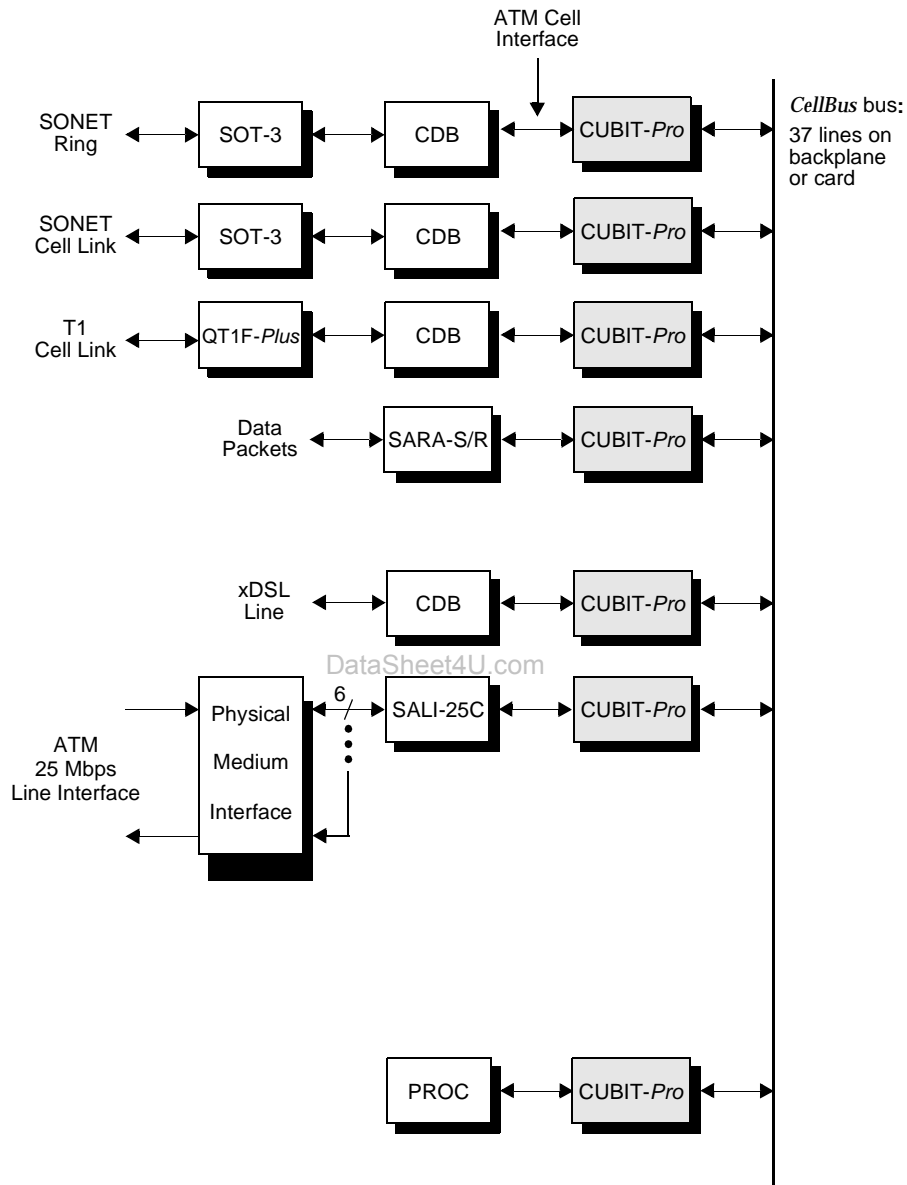 ATM Cell
Interface
SONET
Ring
SOT-3
CDB
CUBIT-Pro
CellBus bus:
37 lines on
backplane
or card
SONET
Cell Link
SOT-3
CDB
CUBIT-Pro
T1
Cell Link
QT1F-Plus
CDB
CUBIT-Pro
Data
Packets
SARA-S/R
CUBIT-Pro
xDSL
Line
CDB
CUBIT-Pro
DataSheet4U.com
ATM
25 Mbps
Line Interface
Physical
Medium
Interface
6
SALI-25C
CUBIT-Pro
PROC
CUBIT-Pro